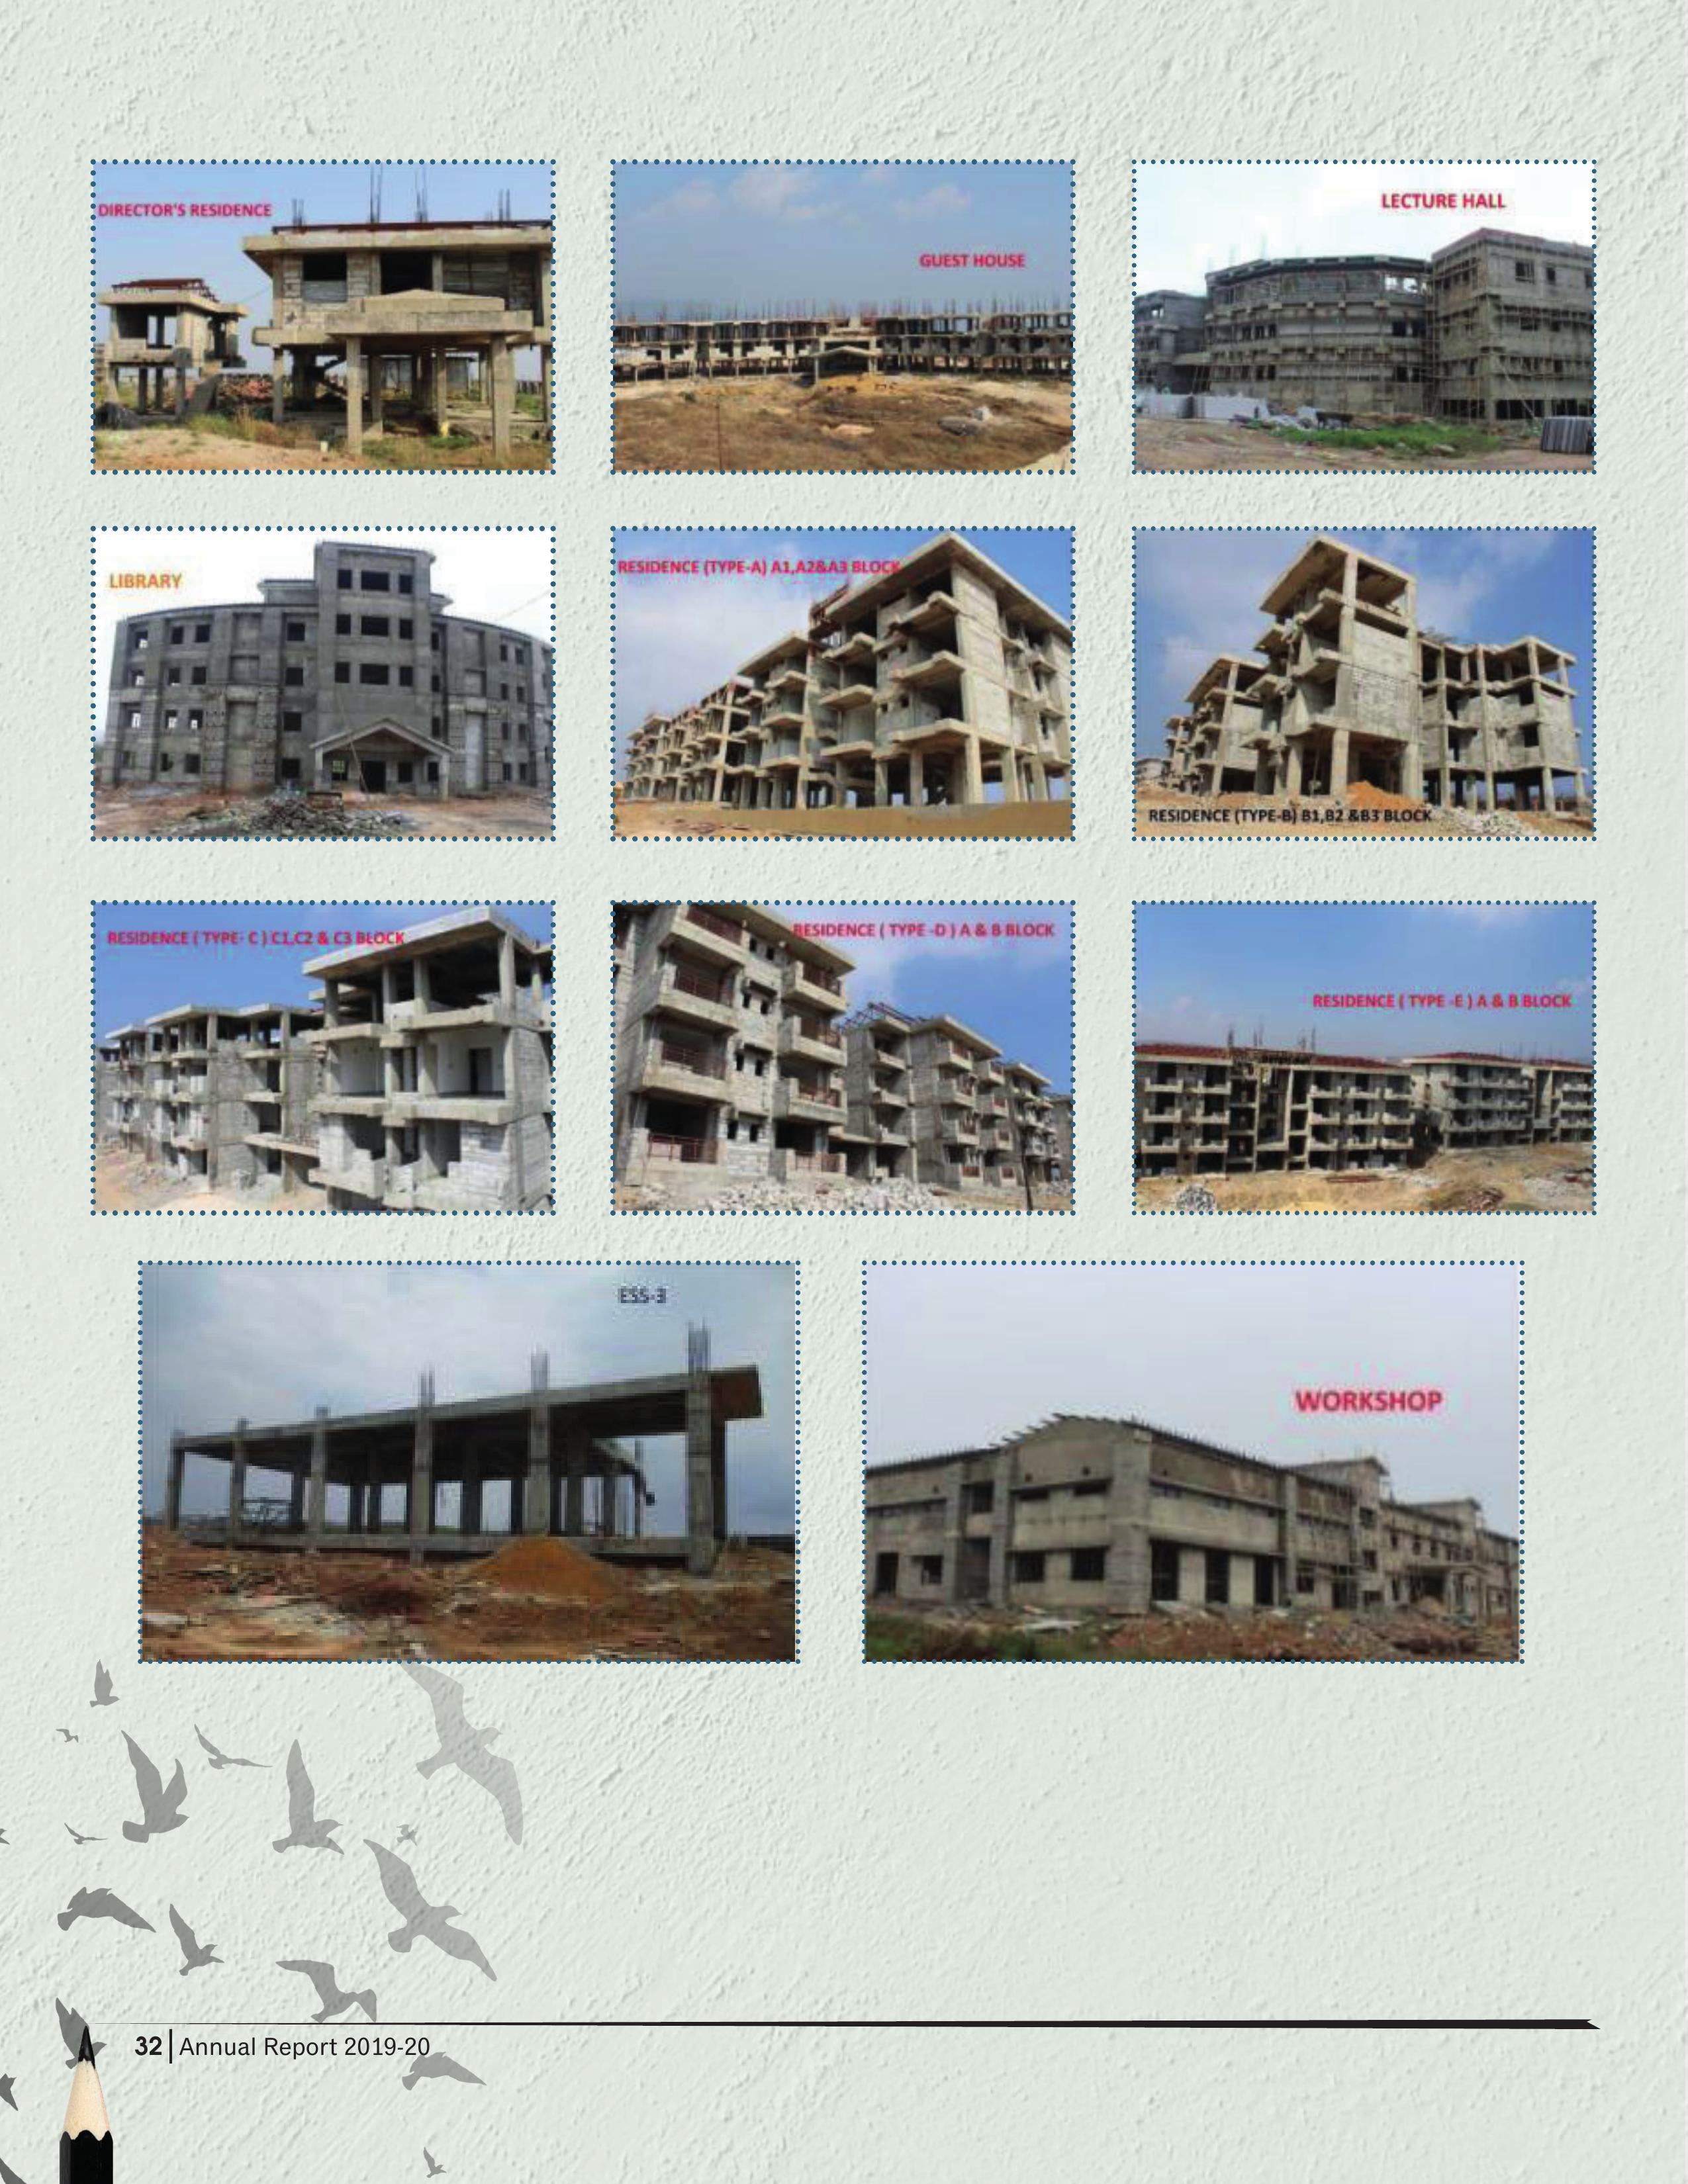 DIRECTOR'S RESIDENCE
GUEST HOUSE
LECTURE HALL
LIBRARY
RESIDENCE (TYPE-A) A1,A2&A3 BLOCK
RESIDENCE (TYPE-B) B1,B2 &B3 BLOCK
RESIDENCE ( TYPE- C ) C1,C2 & C3 BLOCK
RESIDENCE ( TYPE -D ) A & B BLOCK
RESIDENCE ( TYPE -E ) A & B BLOCK
ESS-3
WORKSHOP
32 Annual Report 2019-20